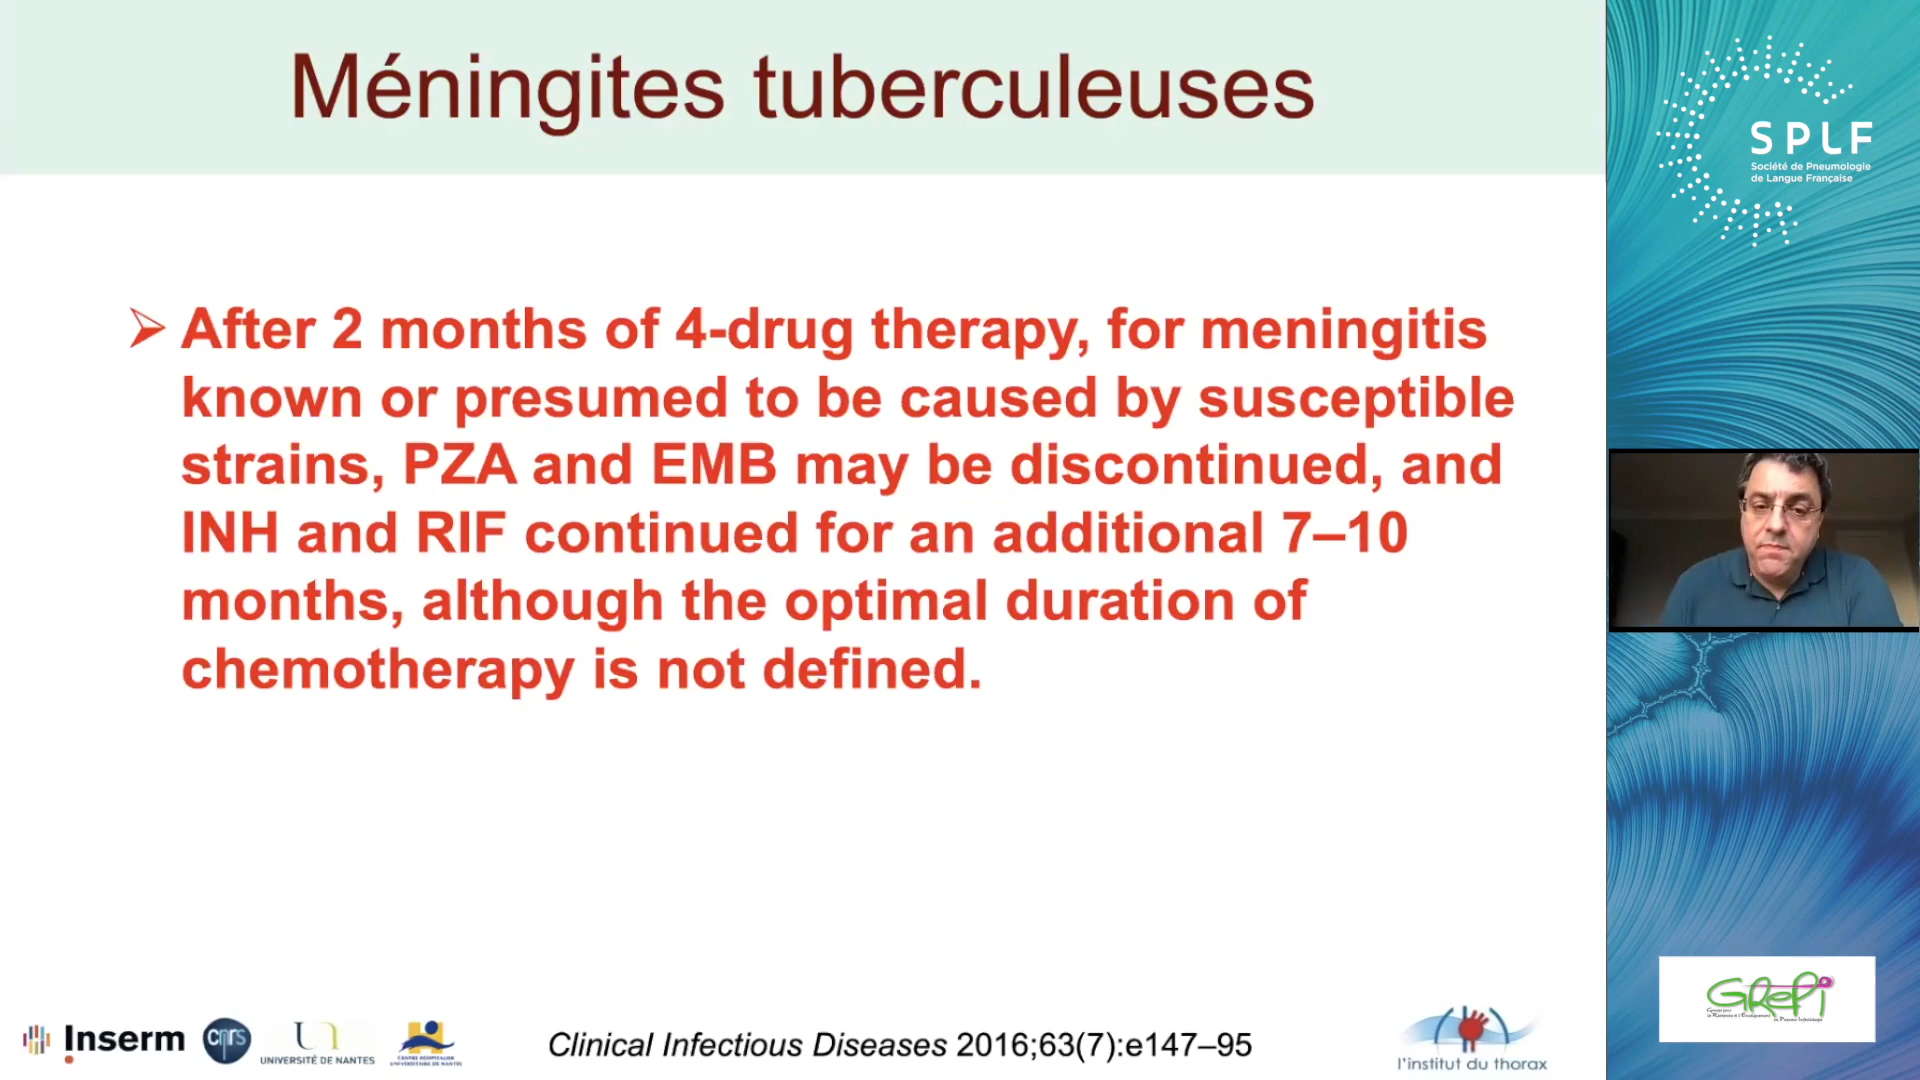 Méningites tuberculeuses
SPLF
Société de Pneumologie
de Langue Française
➢ After 2 months of 4-drug therapy, for meningitis
known or presumed to be caused by susceptible
strains, PZA and EMB may be discontinued, and
INH and RIF continued for an additional 7–10
months, although the optimal duration of
chemotherapy is not defined.
Inserm
cnrs
UNIVERSITÉ DE NANTES
CENTRE HOSPITALIER
UNIVERSITAIRE DE NANTES
Clinical Infectious Diseases 2016;63(7):e147–95
l'institut du thorax
GREPI